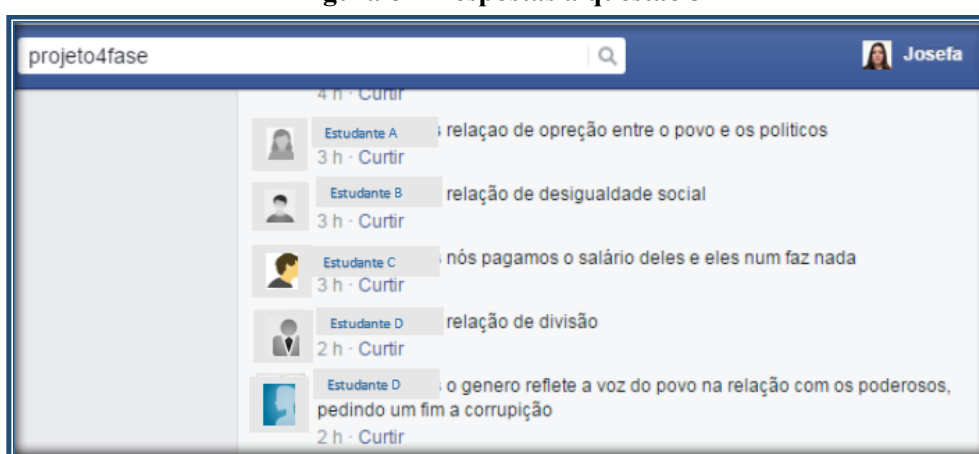 projeto4fase
Josefa
4 h · Curtir
Estudante A relaçao de opreção entre o povo e os politicos
3 h · Curtir
Estudante B relação de desigualdade social
3 h · Curtir
Estudante C nós pagamos o salário deles e eles num faz nada
3 h · Curtir
Estudante D relação de divisão
2 h · Curtir
Estudante D o genero reflete a voz do povo na relação com os poderosos,
pedindo um fim a corrupição
2 h · Curtir